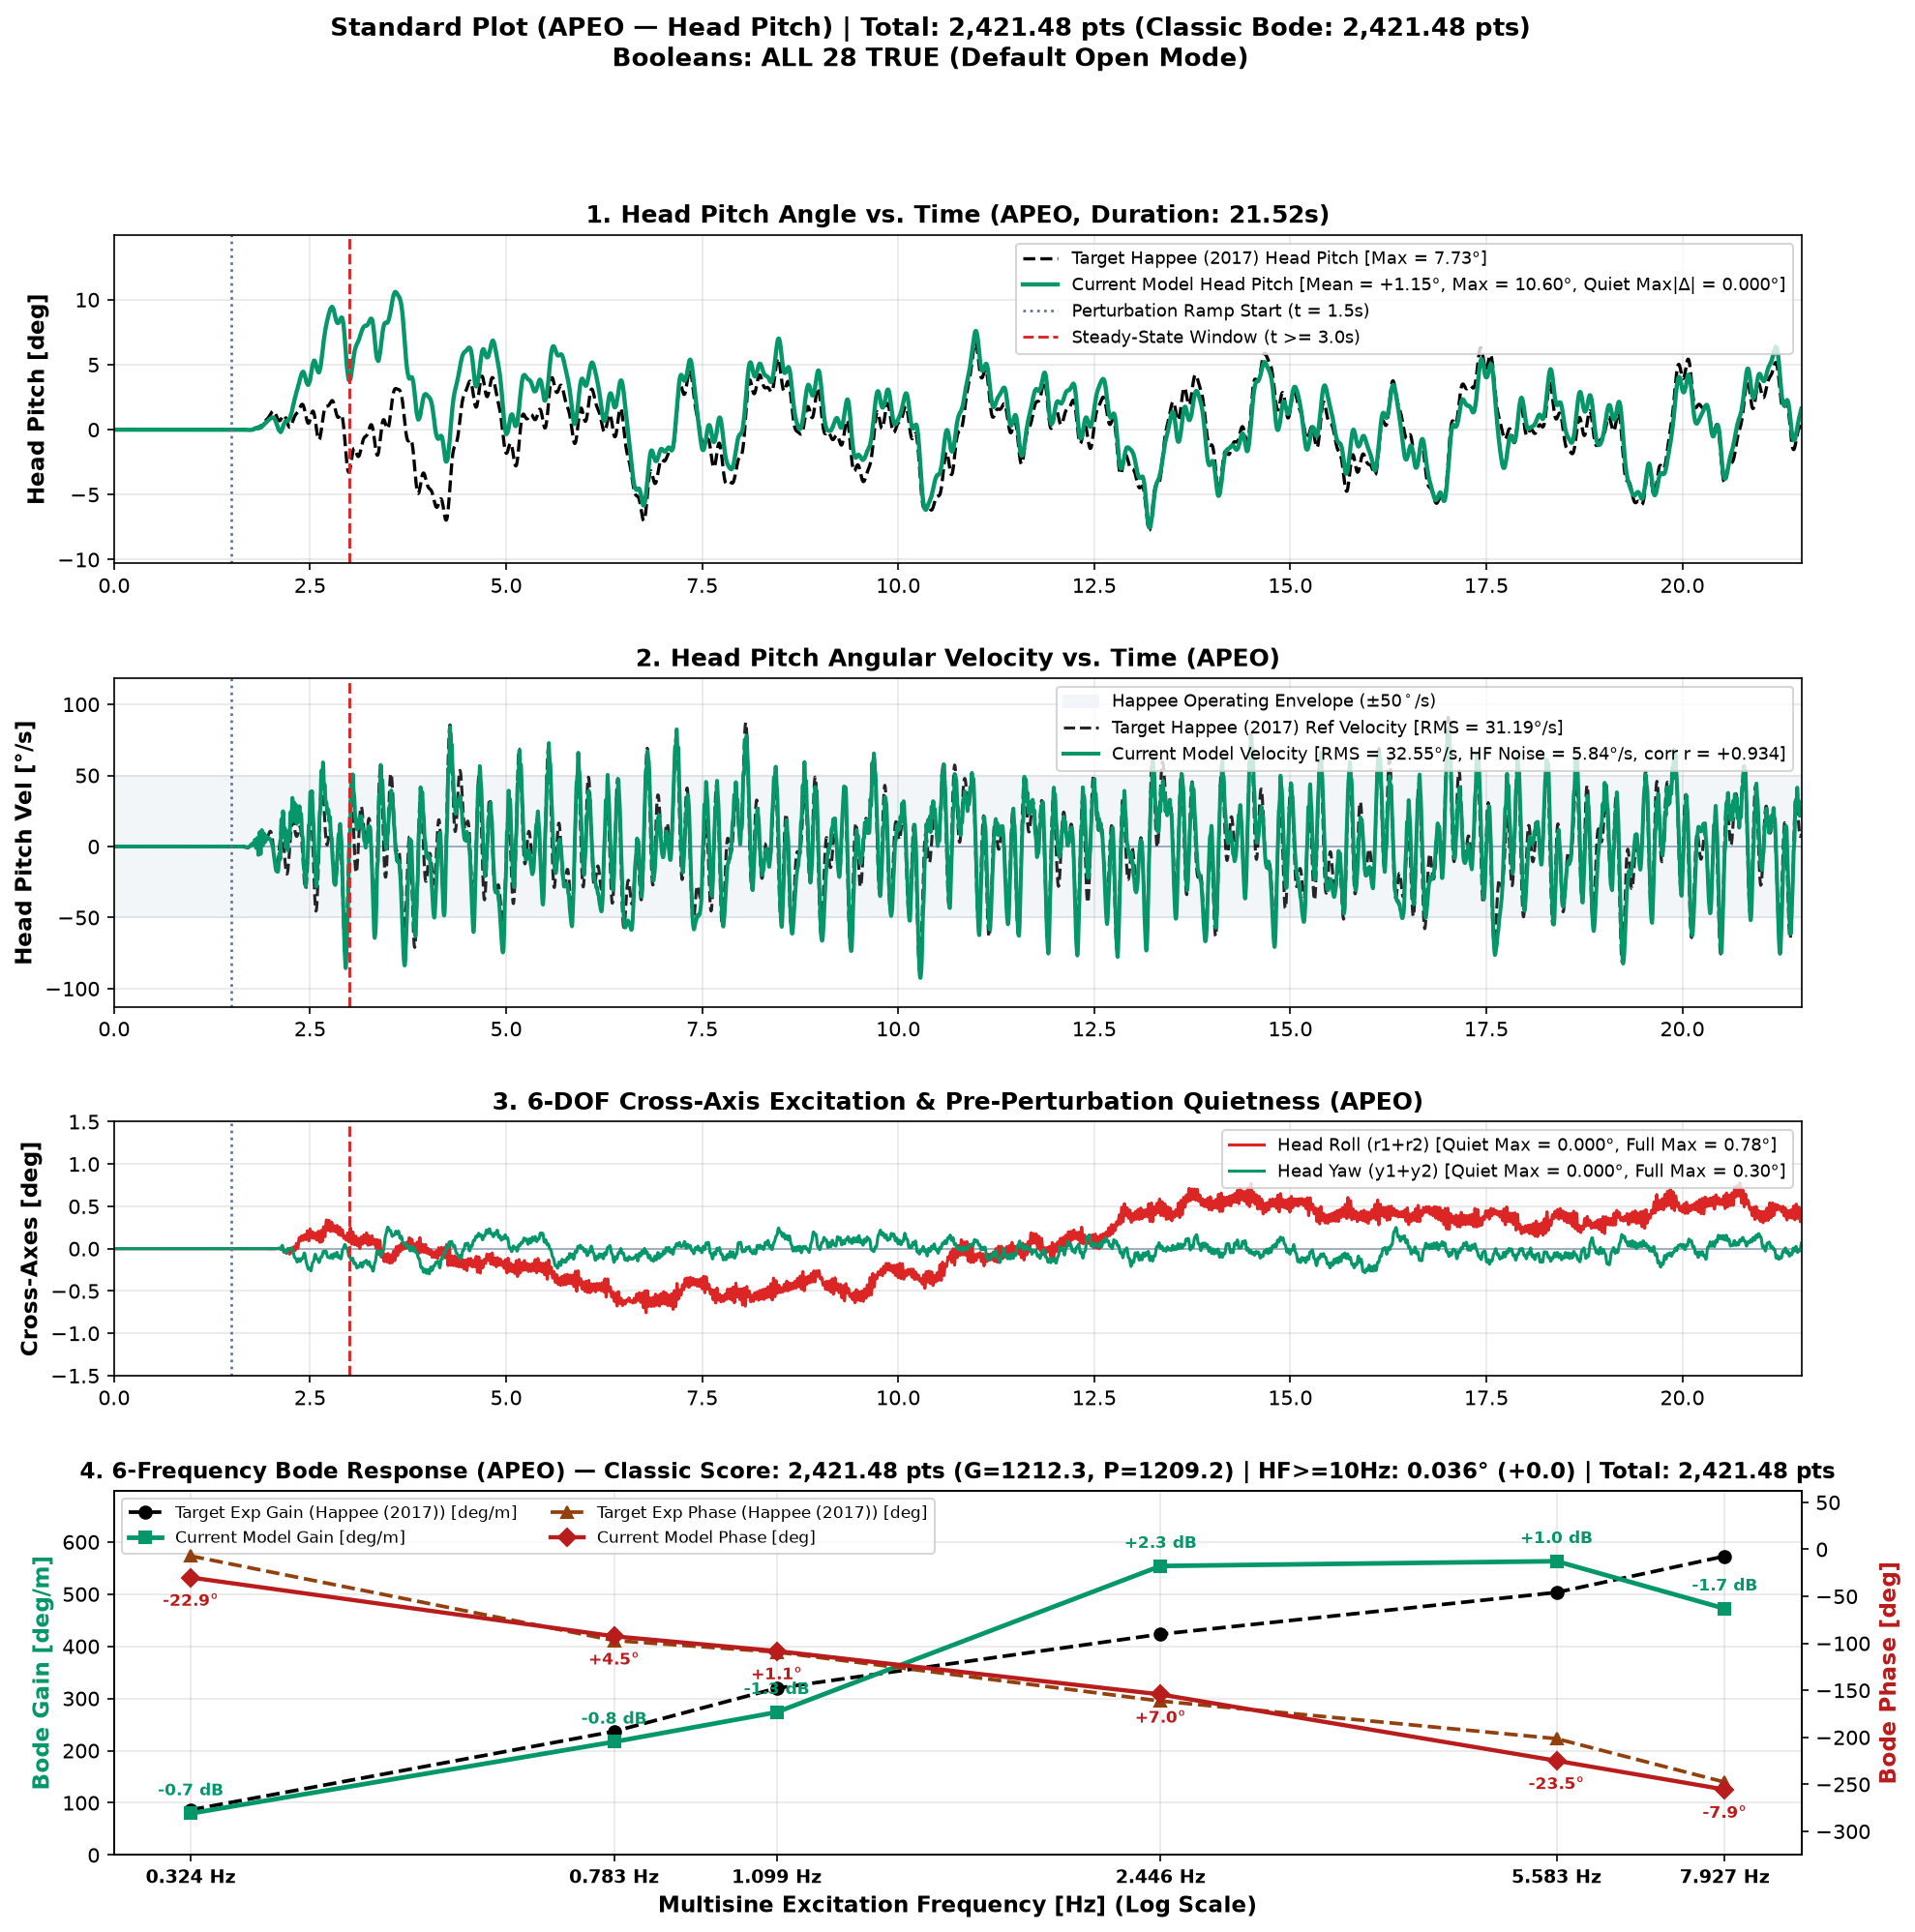 Standard Plot (APEO — Head Pitch) | Total: 2,421.48 pts (Classic Bode: 2,421.48 pts)
Booleans: ALL 28 TRUE (Default Open Mode)
1. Head Pitch Angle vs. Time (APEO, Duration: 21.52s)
Head Pitch [deg]
10
5
0
−5
−10
Target Happee (2017) Head Pitch [Max = 7.73°]
Current Model Head Pitch [Mean = +1.15°, Max = 10.60°, Quiet Max|Δ| = 0.000°]
Perturbation Ramp Start (t = 1.5s)
Steady-State Window (t >= 3.0s)
0.0 2.5 5.0 7.5 10.0 12.5 15.0 17.5 20.0
2. Head Pitch Angular Velocity vs. Time (APEO)
Head Pitch Vel [°/s]
100
50
0
−50
−100
Happee Operating Envelope (±50°/s)
Target Happee (2017) Ref Velocity [RMS = 31.19°/s]
Current Model Velocity [RMS = 32.55°/s, HF Noise = 5.84°/s, corr r = +0.934]
0.0 2.5 5.0 7.5 10.0 12.5 15.0 17.5 20.0
3. 6-DOF Cross-Axis Excitation & Pre-Perturbation Quietness (APEO)
Cross-Axes [deg]
1.5
1.0
0.5
0.0
−0.5
−1.0
−1.5
Head Roll (r1+r2) [Quiet Max = 0.000°, Full Max = 0.78°]
Head Yaw (y1+y2) [Quiet Max = 0.000°, Full Max = 0.30°]
0.0 2.5 5.0 7.5 10.0 12.5 15.0 17.5 20.0
4. 6-Frequency Bode Response (APEO) — Classic Score: 2,421.48 pts (G=1212.3, P=1209.2) | HF>=10Hz: 0.036° (+0.0) | Total: 2,421.48 pts
Bode Gain [deg/m]
600
500
400
300
200
100
0
Target Exp Gain (Happee (2017)) [deg/m]
Current Model Gain [deg/m]
Target Exp Phase (Happee (2017)) [deg]
Current Model Phase [deg]
-0.7 dB
-0.8 dB
-1.3 dB
+2.3 dB
+1.0 dB
-1.7 dB
-22.9°
+4.5°
+1.1°
+7.0°
-23.5°
-7.9°
50
0
−50
−100
−150
−200
−250
−300
Bode Phase [deg]
0.324 Hz 0.783 Hz 1.099 Hz 2.446 Hz 5.583 Hz 7.927 Hz
Multisine Excitation Frequency [Hz] (Log Scale)